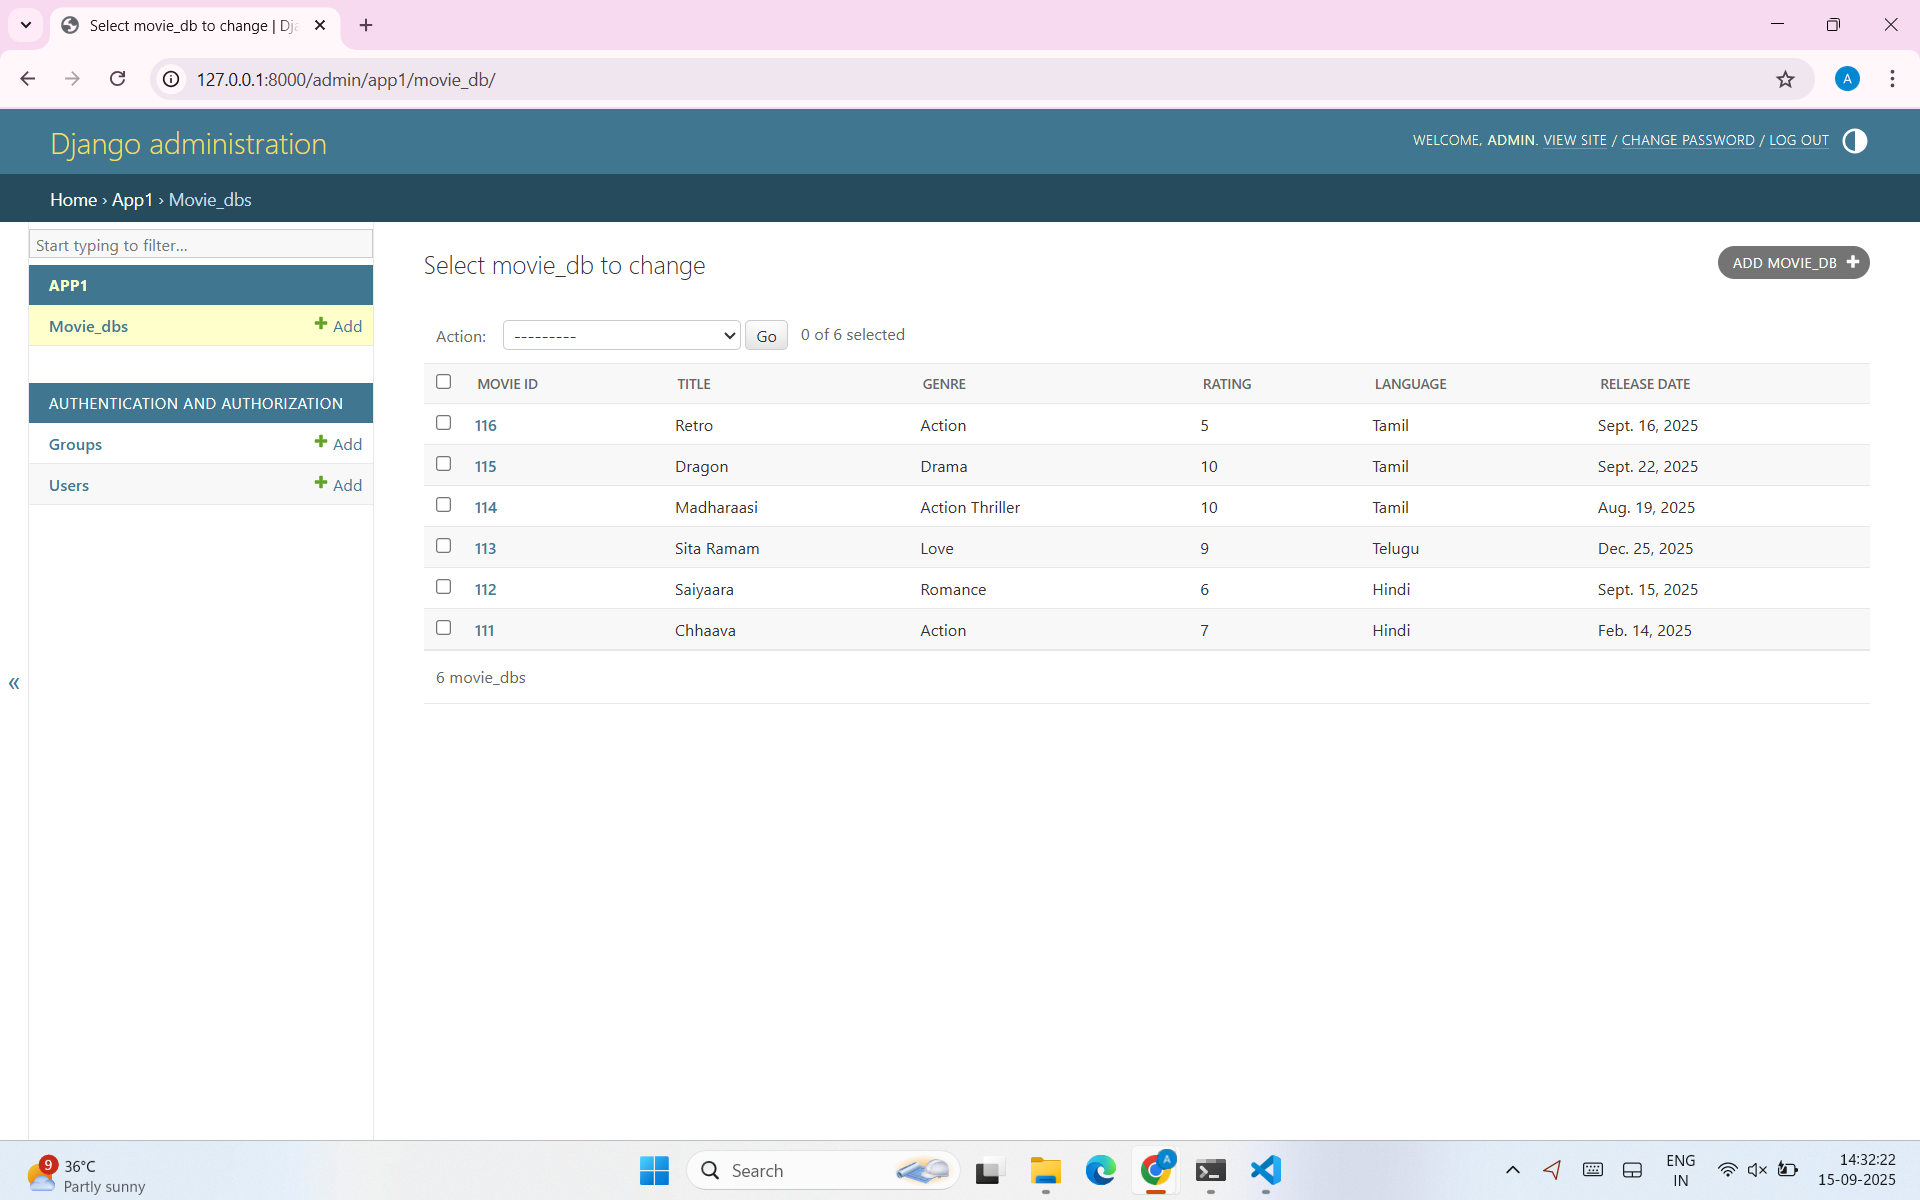 Select movie_db to change | Dja
127.0.0.1:8000/admin/app1/movie_db/
A
Django administration
WELCOME, ADMIN. VIEW SITE / CHANGE PASSWORD / LOG OUT
Home › App1 › Movie_dbs
Start typing to filter...
APP1
Movie_dbs Add
AUTHENTICATION AND AUTHORIZATION
Groups Add
Users Add
«
Select movie_db to change
ADD MOVIE_DB
Action: --------- Go 0 of 6 selected
MOVIE ID TITLE GENRE RATING LANGUAGE RELEASE DATE
116 Retro Action 5 Tamil Sept. 16, 2025
115 Dragon Drama 10 Tamil Sept. 22, 2025
114 Madharaasi Action Thriller 10 Tamil Aug. 19, 2025
113 Sita Ramam Love 9 Telugu Dec. 25, 2025
112 Saiyaara Romance 6 Hindi Sept. 15, 2025
111 Chhaava Action 7 Hindi Feb. 14, 2025
6 movie_dbs
9
36°C
Partly sunny
Search
A
ENG
IN
14:32:22
15-09-2025